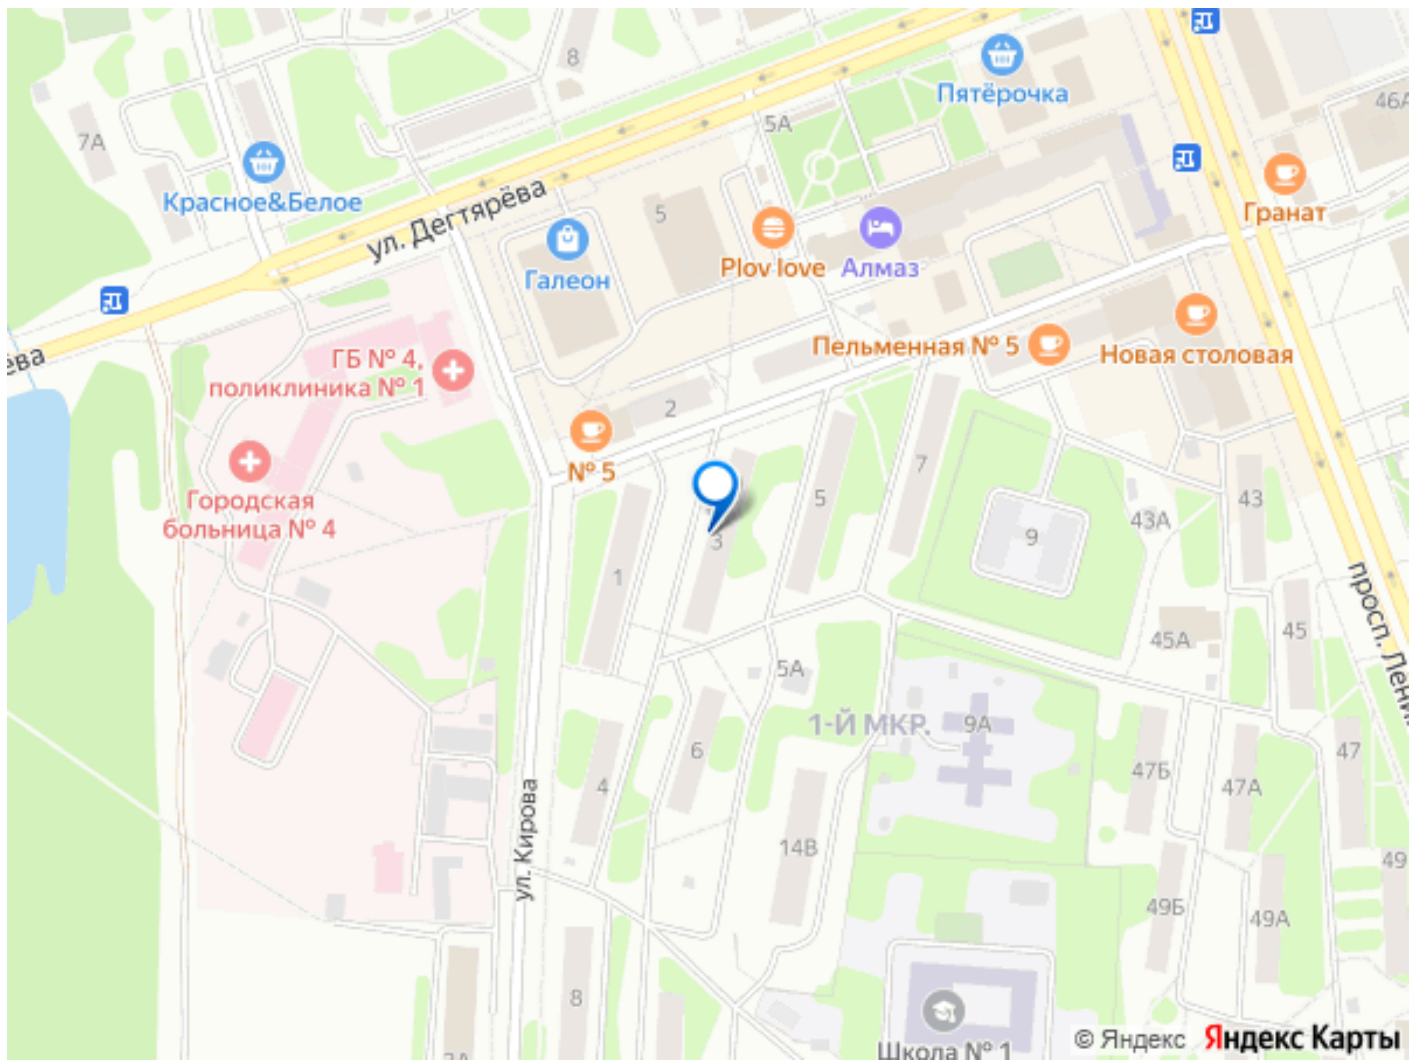 8
Пятёрочка
46А
5А
7А
Красное&Белое
ул. Дегтярёва
5
Гранат
Галеон
Plov love
Алмаз
ёва
ГБ № 4,
поликлиника № 1
Пельменная № 5
Новая столовая
2
№ 5
Городская
больница № 4
7
5
43
43А
9
3
1
просп. Лени
45А
45
5А
1-Й МКР.
9А
6
47
47Б
47А
4
ул. Кирова
14В
49
49Б
49А
8
Школа № 1
© Яндекс Яндекс Карты